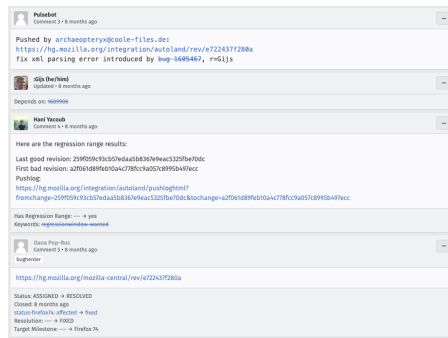 Pulsebot
Comment 3 • 8 months ago
Pushed by archaeopteryx@coole-files.de:
https://hg.mozilla.org/integration/autoland/rev/e722437f280a
fix xml parsing error introduced by bug 1605467, r=Gijs
:Gijs (he/him)
Updated • 8 months ago
Depends on: 1609106
Hani Yacoub
Comment 4 • 8 months ago
Here are the regression range results:
Last good revision: 259f059c93cb57edaa5b8367e9eac5325fbe70dc
First bad revision: a2f061d89feb10a4c778fcc9a057c8995b497ecc
Pushlog:
https://hg.mozilla.org/integration/autoland/pushloghtml?
fromchange=259f059c93cb57edaa5b8367e9eac5325fbe70dc&tochange=a2f061d89feb10a4c778fcc9a057c8995b497ecc
Has Regression Range: --- → yes
Keywords: regressionwindow-wanted
Oana Pop-Rus
Comment 5 • 8 months ago
bugherder
https://hg.mozilla.org/mozilla-central/rev/e722437f280a
Status: ASSIGNED → RESOLVED
Closed: 8 months ago
status-firefox74: affected → fixed
Resolution: --- → FIXED
Target Milestone: --- → Firefox 74